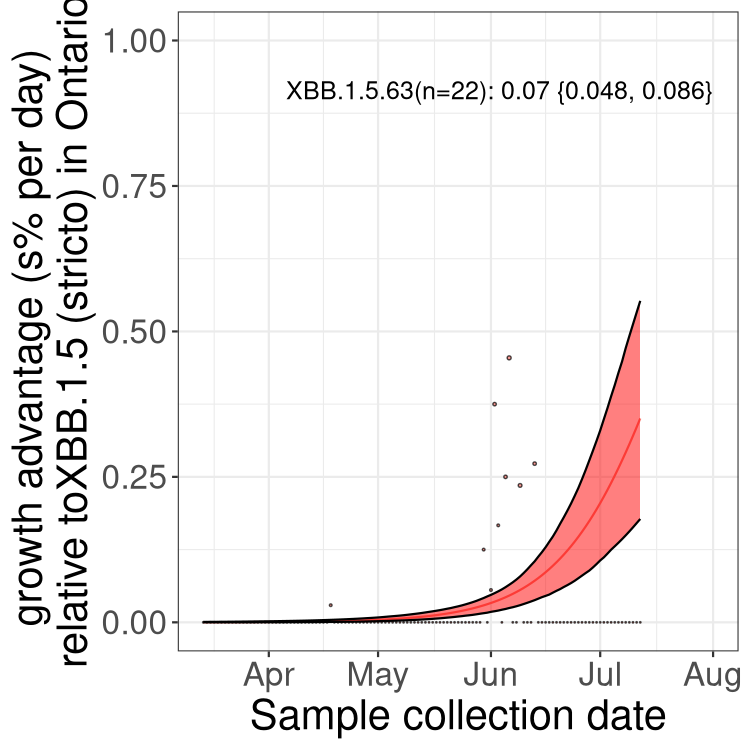 growth advantage (s% per day)
relative toXBB.1.5 (stricto) in Ontario
1.00
0.75
0.50
0.25
0.00
XBB.1.5.63(n=22): 0.07 {0.048, 0.086}
Apr May Jun Jul Aug
Sample collection date